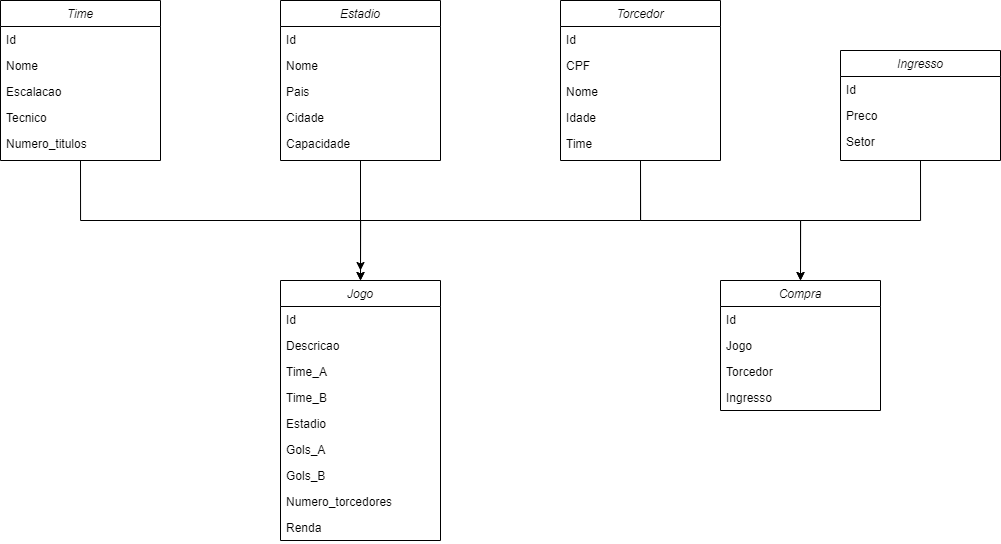 Time
Id
Nome
Escalacao
Tecnico
Numero_titulos
Estadio
Id
Nome
Pais
Cidade
Capacidade
Torcedor
Id
CPF
Nome
Idade
Time
Ingresso
Id
Preco
Setor
Jogo
Id
Descricao
Time_A
Time_B
Estadio
Gols_A
Gols_B
Numero_torcedores
Renda
Compra
Id
Jogo
Torcedor
Ingresso